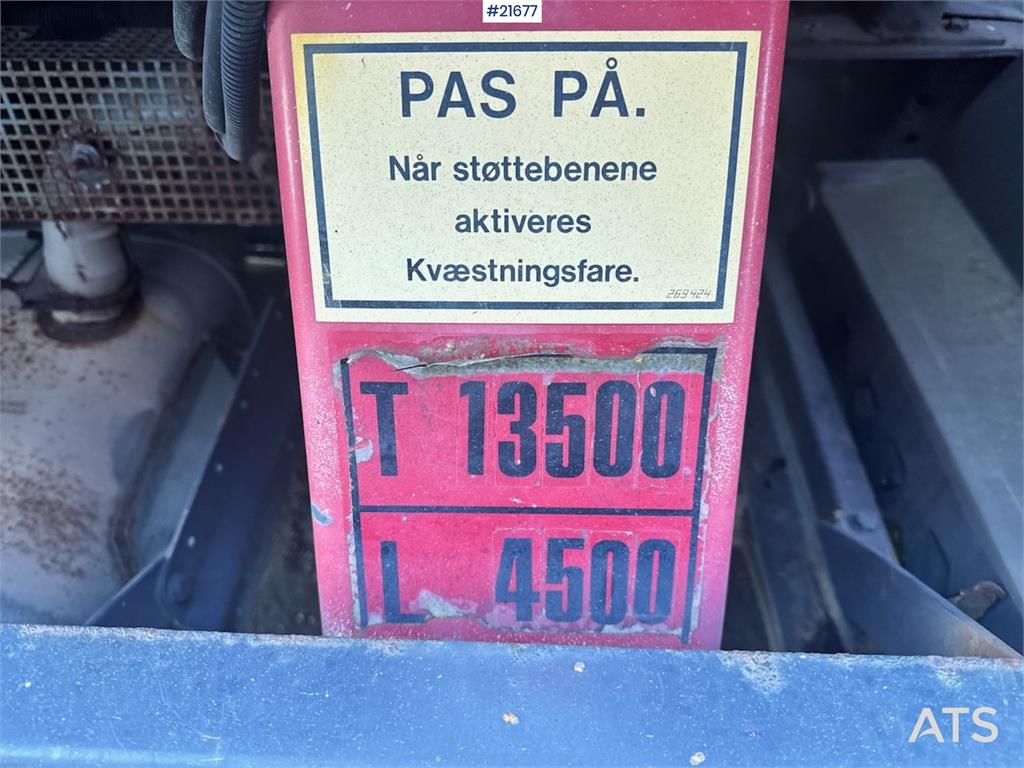 #21677
PAS PÅ.
Når støttebenene
aktiveres
Kvæstningsfare.
269424
T 13500
L 4500
ATS